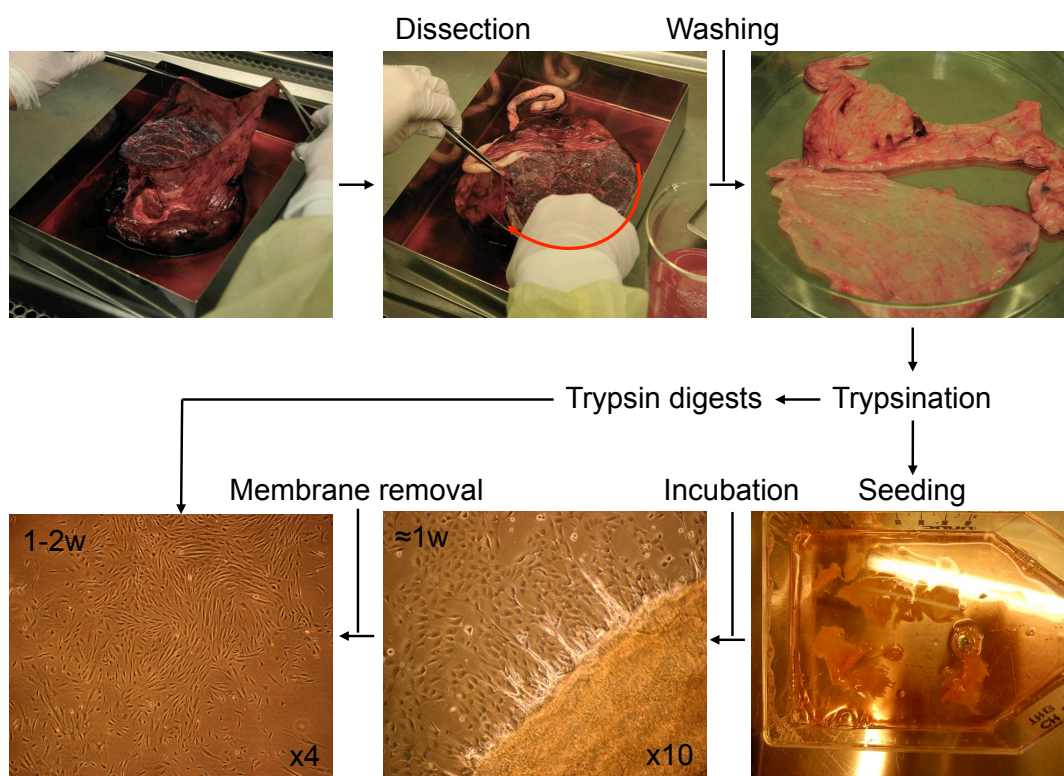 Dissection
Washing
Trypsin digests
Trypsination
Membrane removal
Incubation
Seeding
1-2w
≈1w
x4
x10